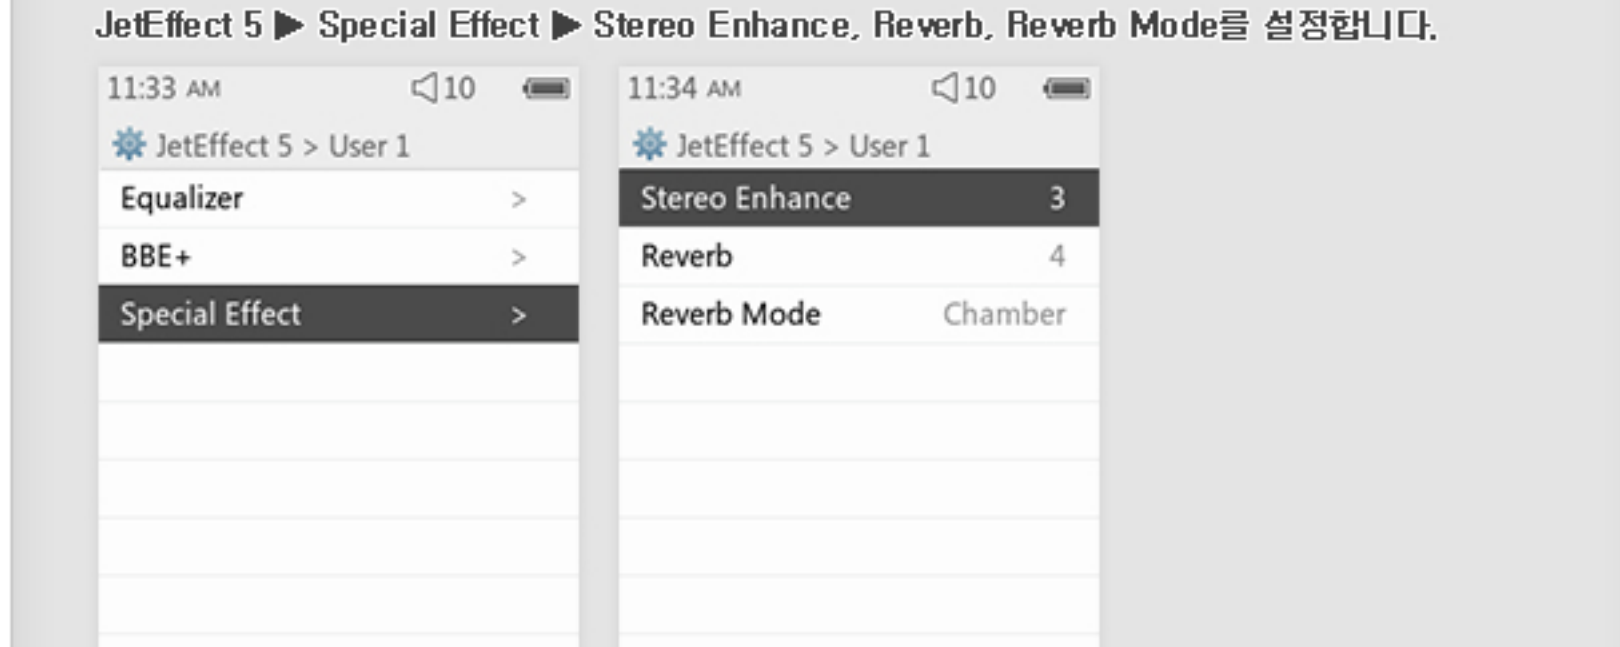 JetEffect 5 ▶ Special Effect ▶ Stereo Enhance, Reverb, Reverb Mode를 설정합니다.
11:33 AM 10
JetEffect 5 > User 1
Equalizer >
BBE+ >
Special Effect >
11:34 AM 10
JetEffect 5 > User 1
Stereo Enhance 3
Reverb 4
Reverb Mode Chamber